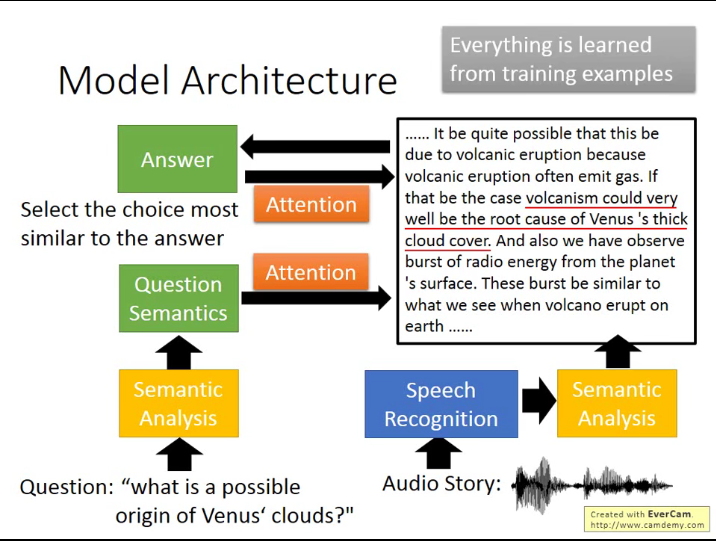 Everything is learned
from training examples
Model Architecture
Answer
Attention
Select the choice most
similar to the answer
Attention
Question
Semantics
...... It be quite possible that this be
due to volcanic eruption because
volcanic eruption often emit gas. If
that be the case volcanism could very
well be the root cause of Venus 's thick
cloud cover. And also we have observe
burst of radio energy from the planet
's surface. These burst be similar to
what we see when volcano erupt on
earth ......
Semantic
Analysis
Speech
Recognition
Semantic
Analysis
Question: “what is a possible
origin of Venus‘ clouds?"
Audio Story:
Created with EverCam.
http://www.camdemy.com